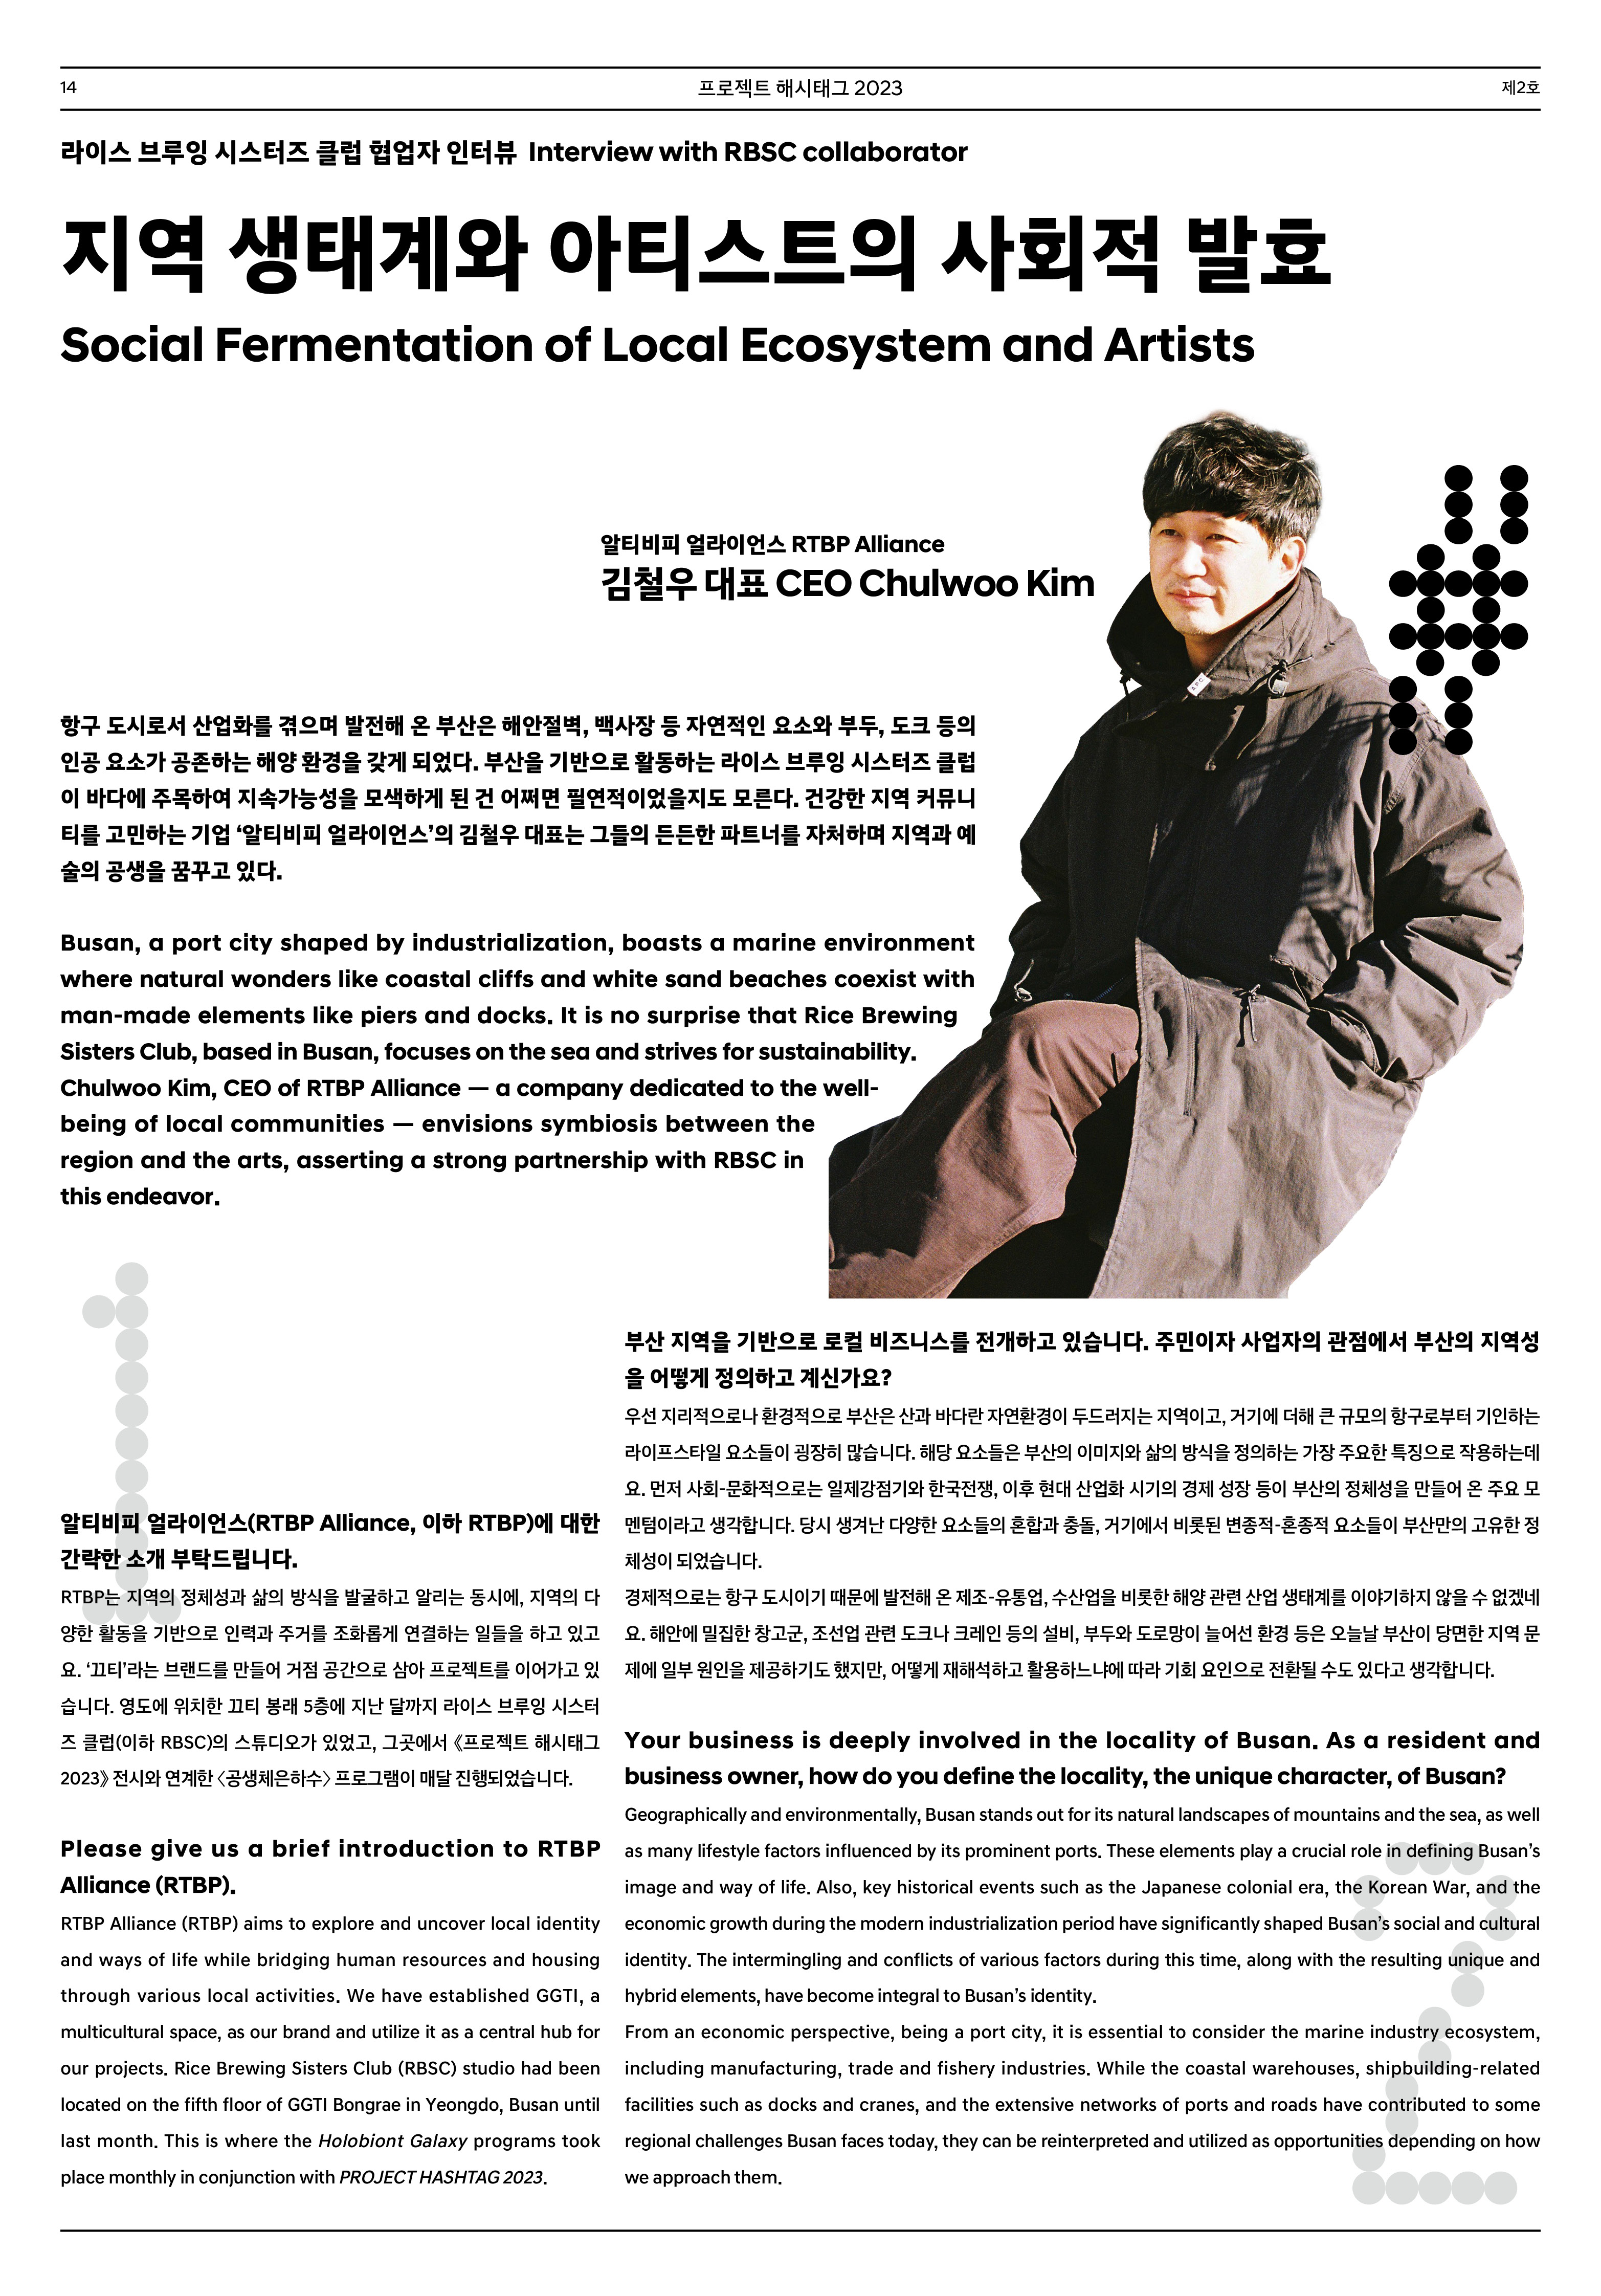 14
프로젝트 해시태그 2023
제2호
라이스 브루잉 시스터즈 클럽 협업자 인터뷰 Interview with RBSC collaborator
지역 생태계와 아티스트의 사회적 발효
Social Fermentation of Local Ecosystem and Artists
알티비피 얼라이언스 RTBP Alliance
김철우 대표 CEO Chulwoo Kim
항구 도시로서 산업화를 겪으며 발전해 온 부산은 해안절벽, 백사장 등 자연적인 요소와 부두, 도크 등의
인공 요소가 공존하는 해양 환경을 갖게 되었다. 부산을 기반으로 활동하는 라이스 브루잉 시스터즈 클럽
이 바다에 주목하여 지속가능성을 모색하게 된 건 어쩌면 필연적이었을지도 모른다. 건강한 지역 커뮤니
티를 고민하는 기업 ‘알티비피 얼라이언스’의 김철우 대표는 그들의 든든한 파트너를 자처하며 지역과 예
술의 공생을 꿈꾸고 있다.
Busan, a port city shaped by industrialization, boasts a marine environment
where natural wonders like coastal cliffs and white sand beaches coexist with
man-made elements like piers and docks. It is no surprise that Rice Brewing
Sisters Club, based in Busan, focuses on the sea and strives for sustainability.
Chulwoo Kim, CEO of RTBP Alliance — a company dedicated to the well-
being of local communities — envisions symbiosis between the
region and the arts, asserting a strong partnership with RBSC in
this endeavor.
알티비피 얼라이언스(RTBP Alliance, 이하 RTBP)에 대한
간략한 소개 부탁드립니다.
RTBP는 지역의 정체성과 삶의 방식을 발굴하고 알리는 동시에, 지역의 다
양한 활동을 기반으로 인력과 주거를 조화롭게 연결하는 일들을 하고 있고
요. ‘끄티’라는 브랜드를 만들어 거점 공간으로 삼아 프로젝트를 이어가고 있
습니다. 영도에 위치한 끄티 봉래 5층에 지난 달까지 라이스 브루잉 시스터
즈 클럽(이하 RBSC)의 스튜디오가 있었고, 그곳에서 《프로젝트 해시태그
2023》 전시와 연계한 〈공생체은하수〉 프로그램이 매달 진행되었습니다.
Please give us a brief introduction to RTBP
Alliance (RTBP).
RTBP Alliance (RTBP) aims to explore and uncover local identity
and ways of life while bridging human resources and housing
through various local activities. We have established GGTI, a
multicultural space, as our brand and utilize it as a central hub for
our projects. Rice Brewing Sisters Club (RBSC) studio had been
located on the fifth floor of GGTI Bongrae in Yeongdo, Busan until
last month. This is where the Holobiont Galaxy programs took
place monthly in conjunction with PROJECT HASHTAG 2023.
부산 지역을 기반으로 로컬 비즈니스를 전개하고 있습니다. 주민이자 사업자의 관점에서 부산의 지역성
을 어떻게 정의하고 계신가요?
우선 지리적으로나 환경적으로 부산은 산과 바다란 자연환경이 두드러지는 지역이고, 거기에 더해 큰 규모의 항구로부터 기인하는
라이프스타일 요소들이 굉장히 많습니다. 해당 요소들은 부산의 이미지와 삶의 방식을 정의하는 가장 주요한 특징으로 작용하는데
요. 먼저 사회-문화적으로는 일제강점기와 한국전쟁, 이후 현대 산업화 시기의 경제 성장 등이 부산의 정체성을 만들어 온 주요 모
멘텀이라고 생각합니다. 당시 생겨난 다양한 요소들의 혼합과 충돌, 거기에서 비롯된 변종적-혼종적 요소들이 부산만의 고유한 정
체성이 되었습니다.
경제적으로는 항구 도시이기 때문에 발전해 온 제조-유통업, 수산업을 비롯한 해양 관련 산업 생태계를 이야기하지 않을 수 없겠네
요. 해안에 밀집한 창고군, 조선업 관련 도크나 크레인 등의 설비, 부두와 도로망이 늘어선 환경 등은 오늘날 부산이 당면한 지역 문
제에 일부 원인을 제공하기도 했지만, 어떻게 재해석하고 활용하느냐에 따라 기회 요인으로 전환될 수도 있다고 생각합니다.
Your business is deeply involved in the locality of Busan. As a resident and
business owner, how do you define the locality, the unique character, of Busan?
Geographically and environmentally, Busan stands out for its natural landscapes of mountains and the sea, as well
as many lifestyle factors influenced by its prominent ports. These elements play a crucial role in defining Busan’s
image and way of life. Also, key historical events such as the Japanese colonial era, the Korean War, and the
economic growth during the modern industrialization period have significantly shaped Busan’s social and cultural
identity. The intermingling and conflicts of various factors during this time, along with the resulting unique and
hybrid elements, have become integral to Busan’s identity.
From an economic perspective, being a port city, it is essential to consider the marine industry ecosystem,
including manufacturing, trade and fishery industries. While the coastal warehouses, shipbuilding-related
facilities such as docks and cranes, and the extensive networks of ports and roads have contributed to some
regional challenges Busan faces today, they can be reinterpreted and utilized as opportunities depending on how
we approach them.
#
1
2